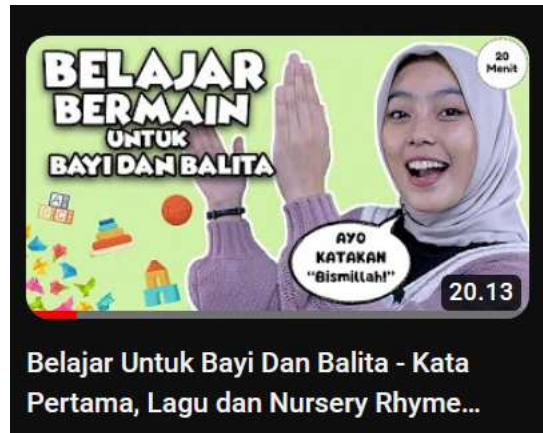 BELAJAR
BERMAIN
UNTUK
BAYI DAN BALITA
20
Menit
AYO
KATAKAN
"Bismillah!"
20.13
Belajar Untuk Bayi Dan Balita - Kata
Pertama, Lagu dan Nursery Rhyme...